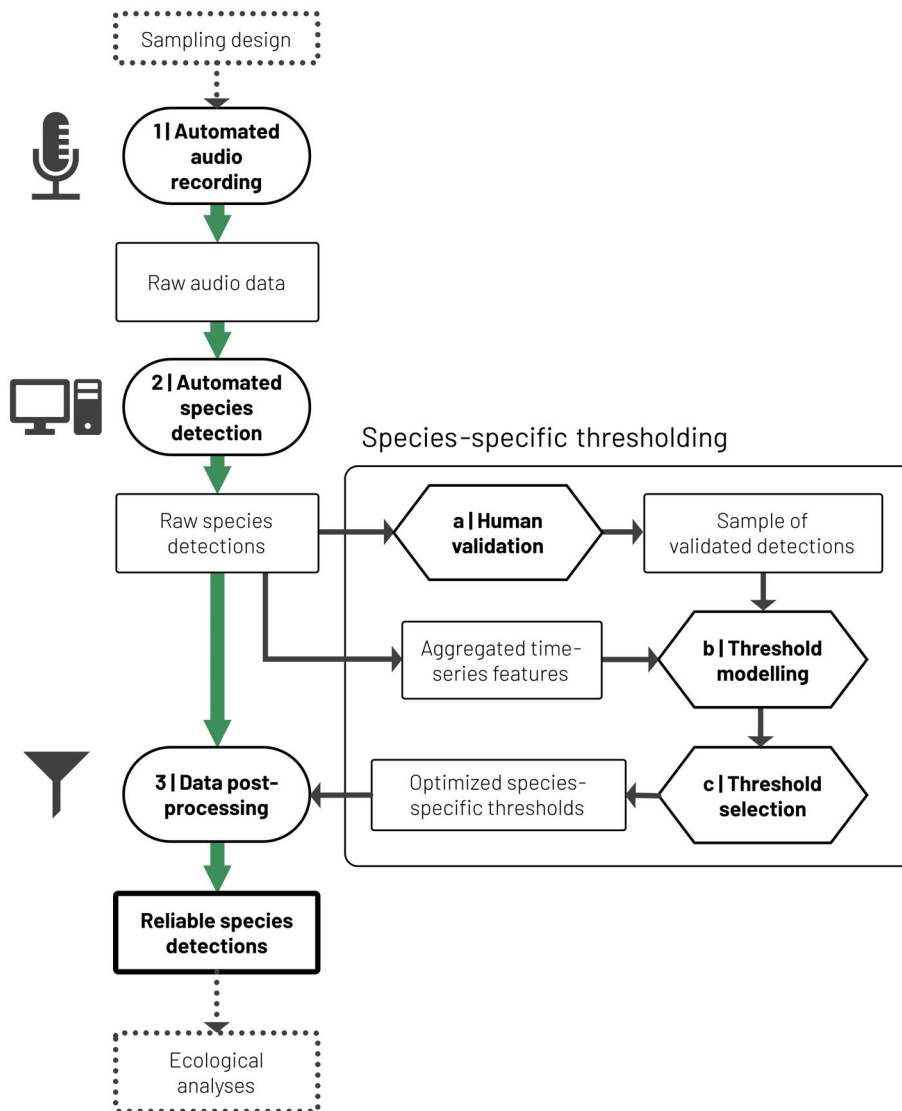 Sampling design
1 | Automated
audio
recording
Raw audio data
2 | Automated
species
detection
Species-specific thresholding
Raw species
detections
a | Human
validation
Sample of
validated detections
Aggregated time-
series features
b | Threshold
modelling
3 | Data post-
processing
Optimized species-
specific thresholds
c | Threshold
selection
Reliable species
detections
Ecological
analyses